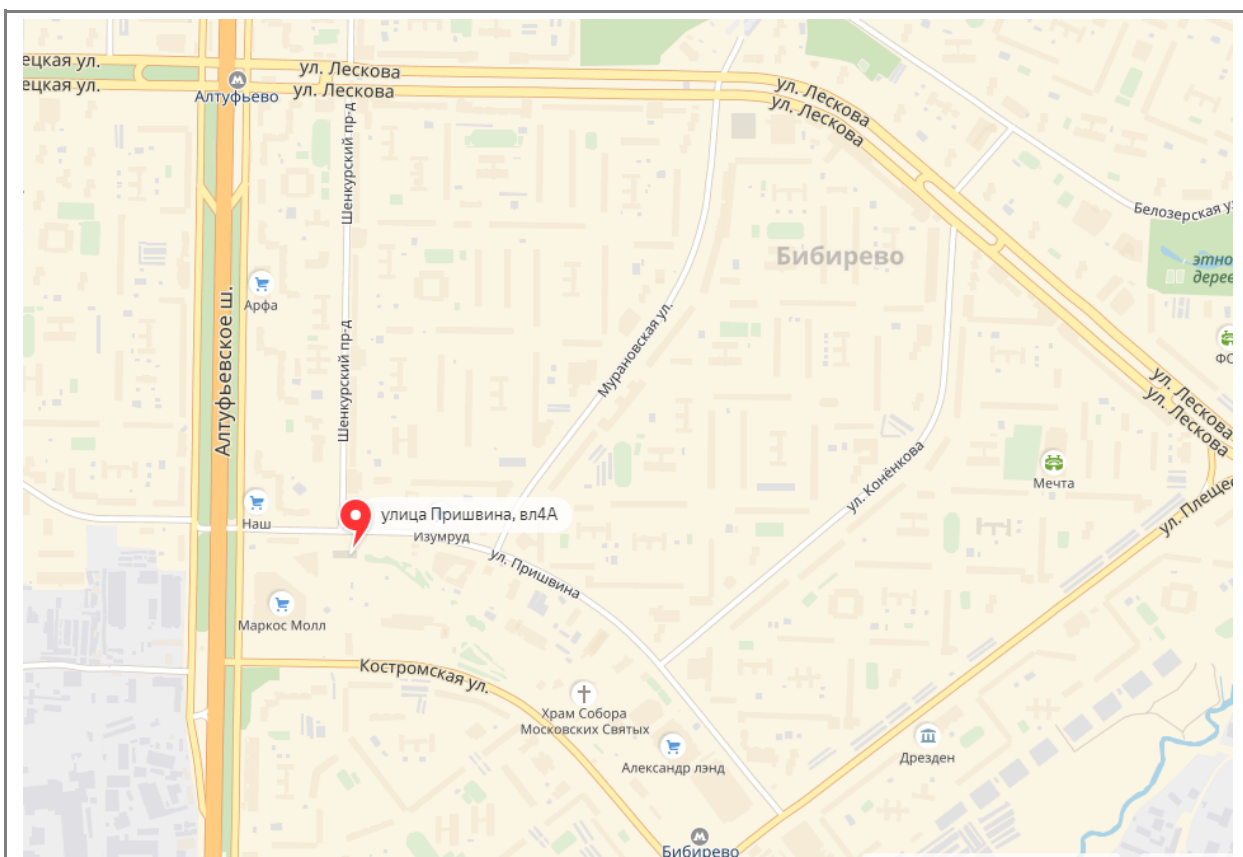 ецкая ул.
ул. Лескова
ул. Лескова
ецкая ул.
Алтуфьево
ул. Лескова
ул. Лескова
Шенкурский пр-д
Белозерская у
Бибирево
этно
дерев
Арфа
Алтуфьевское ш.
Мурановская ул.
Шенкурский пр-д
ФО
ул. Лескова
ул. Лескова
ул. Конёнкова
Мечта
ул. Плещее
Наш
улица Пришвина, вл4А
Изумруд
ул. Пришвина
Маркос Молл
Костромская ул.
Храм Собора
Московских Святых
Александр лэнд
Дрезден
Бибирево